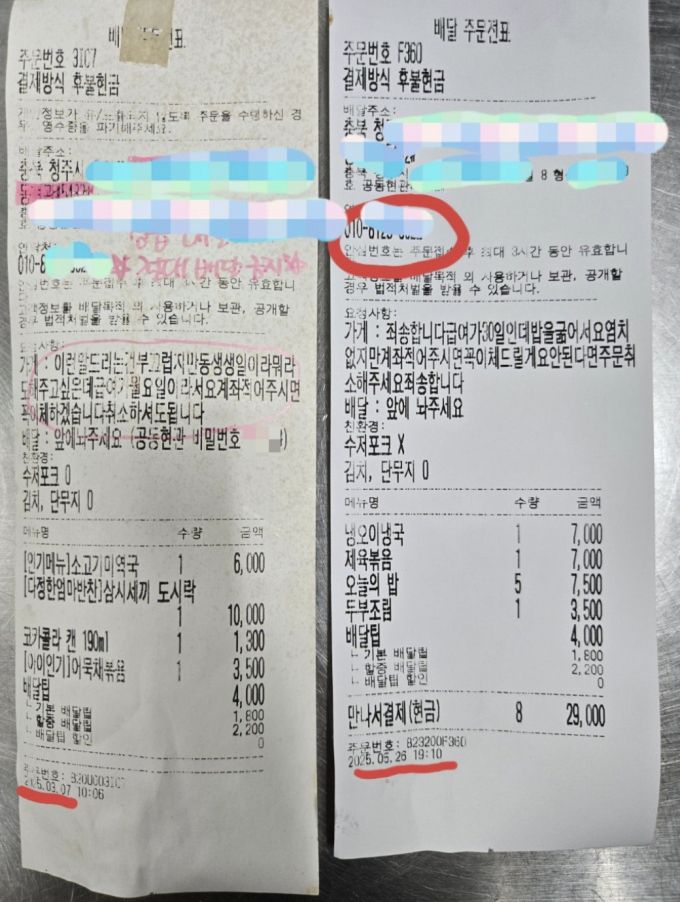 주문번호 3IC7
결제방식 후불현금
배달주소:
충북 청주시
010-6
안심번호는 주문접수 후 최대 3시간 동안 유효합니다
고객정보를 배달목적 외 사용하거나 보관, 공개할
경우 법적처벌을 받을 수 있습니다.
요청사항:
가게 : 이런말드리는건부끄럽지만동생생일이라뭐라
도해주고싶은데급여가월요일이라서요계좌적어주시면
꼭이체하겠습니다취소하셔도됩니다
배달 : 앞에놔주세요 (공동현관 비밀번호
친환경:
수저포크 O
김치, 단무지 O
메뉴명 수량 금액
[인기메뉴]소고기미역국 1 6,000
[다정한엄마반찬]삼시세끼 도시락
1 10,000
코카콜라 캔 190ml 1 1,300
[아이인기]어묵채볶음 1 3,500
배달팁 4,000
ㄴ 기본 배달팁 1,800
ㄴ 할증 배달팁 2,200
ㄴ 배달팁 할인 0
2025.03.07 10:06
배달 주문전표
주문번호 F360
결제방식 후불현금
배달주소:
충북 청
호 공동현관
안심번호는 주문접수 후 최대 3시간 동안 유효합니
고객정보를 배달목적 외 사용하거나 보관, 공개할
경우 법적처벌을 받을 수 있습니다.
요청사항:
가게 : 죄송합니다급여가30일인데밥을굶어서요염치
없지만계좌적어주시면꼭이체드릴게요안된다면주문취
소해주세요죄송합니다
배달 : 앞에 놔주세요
친환경:
수저포크 X
김치, 단무지 O
메뉴명 수량 금액
냉오이냉국 1 7,000
제육볶음 1 7,000
오늘의 밥 5 7,500
두부조림 1 3,500
배달팁 4,000
ㄴ 기본 배달팁 1,800
ㄴ 할증 배달팁 2,200
ㄴ 배달팁 할인 0
만나서결제(현금) 8 29,000
주문번호: B23200F360
2025.05.26 19:10